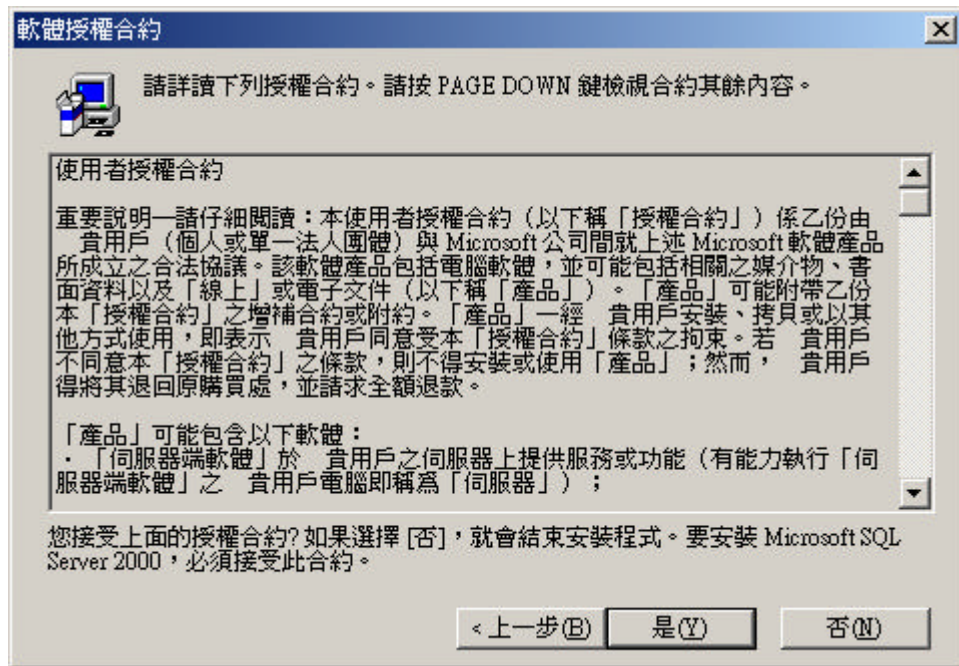 軟體授權合約
請詳讀下列授權合約。請按 PAGE DOWN 鍵檢視合約其餘內容。
使用者授權合約
重要說明—請仔細閱讀：本使用者授權合約（以下稱「授權合約」）係乙份由
　貴用戶（個人或單一法人團體）與 Microsoft 公司間就上述 Microsoft 軟體產品
所成立之合法協議。該軟體產品包括電腦軟體，並可能包括相關之媒介物、書
面資料以及「線上」或電子文件（以下稱「產品」）。「產品」可能附帶乙份
本「授權合約」之增補合約或附約。「產品」一經　貴用戶安裝、拷貝或以其
他方式使用，即表示　貴用戶同意受本「授權合約」條款之拘束。若　貴用戶
不同意本「授權合約」之條款，則不得安裝或使用「產品」；然而，　貴用戶
得將其退回原購買處，並請求全額退款。
「產品」可能包含以下軟體：
．「伺服器端軟體」於　貴用戶之伺服器上提供服務或功能（有能力執行「伺
服器端軟體」之　貴用戶電腦即稱為「伺服器」）；
您接受上面的授權合約? 如果選擇 [否]，就會結束安裝程式。要安裝 Microsoft SQL
Server 2000，必須接受此合約。
< 上一步(B)　是(Y)　否(N)